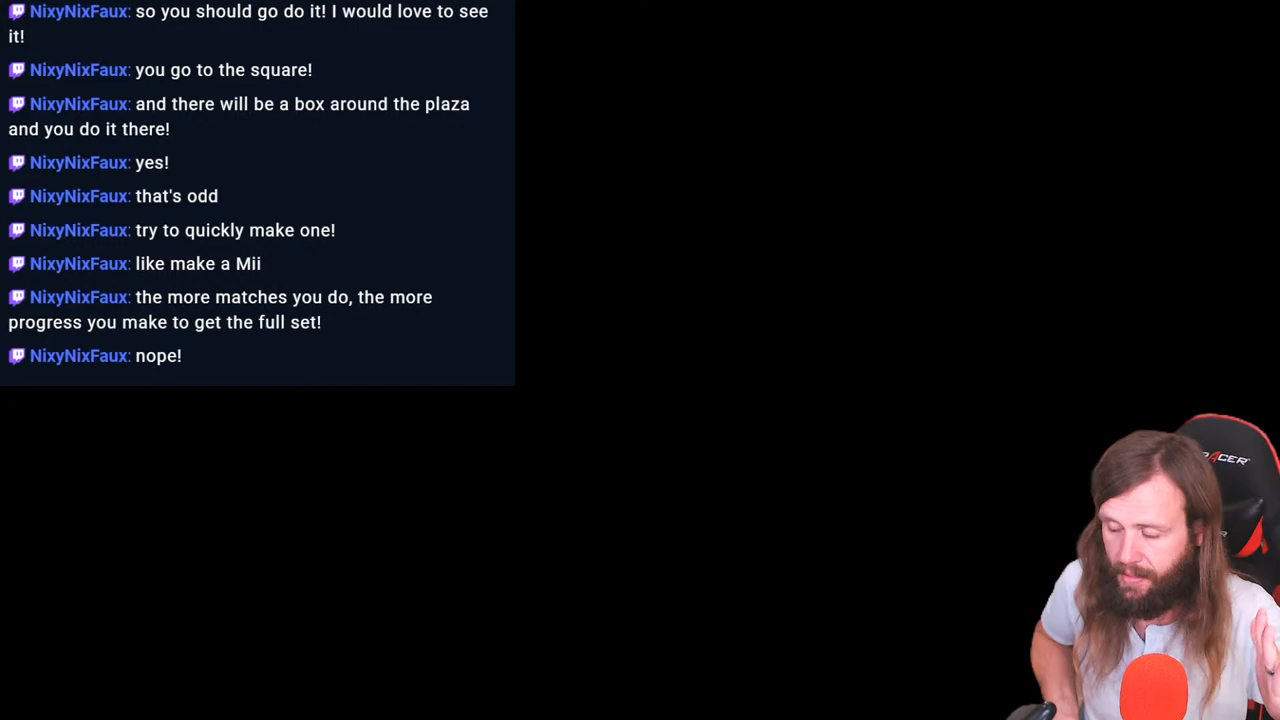 NixyNixFaux: so you should go do it! I would love to see
it!
NixyNixFaux: you go to the square!
NixyNixFaux: and there will be a box around the plaza
and you do it there!
NixyNixFaux: yes!
NixyNixFaux: that's odd
NixyNixFaux: try to quickly make one!
NixyNixFaux: like make a Mii
NixyNixFaux: the more matches you do, the more
progress you make to get the full set!
NixyNixFaux: nope!